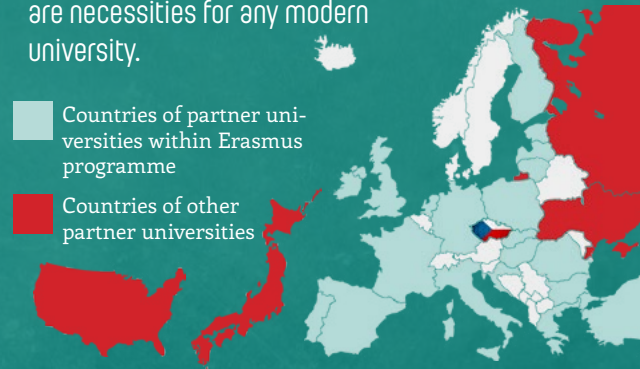 are necessities for any modern
university.
Countries of partner uni-
versities within Erasmus
programme
Countries of other
partner universities